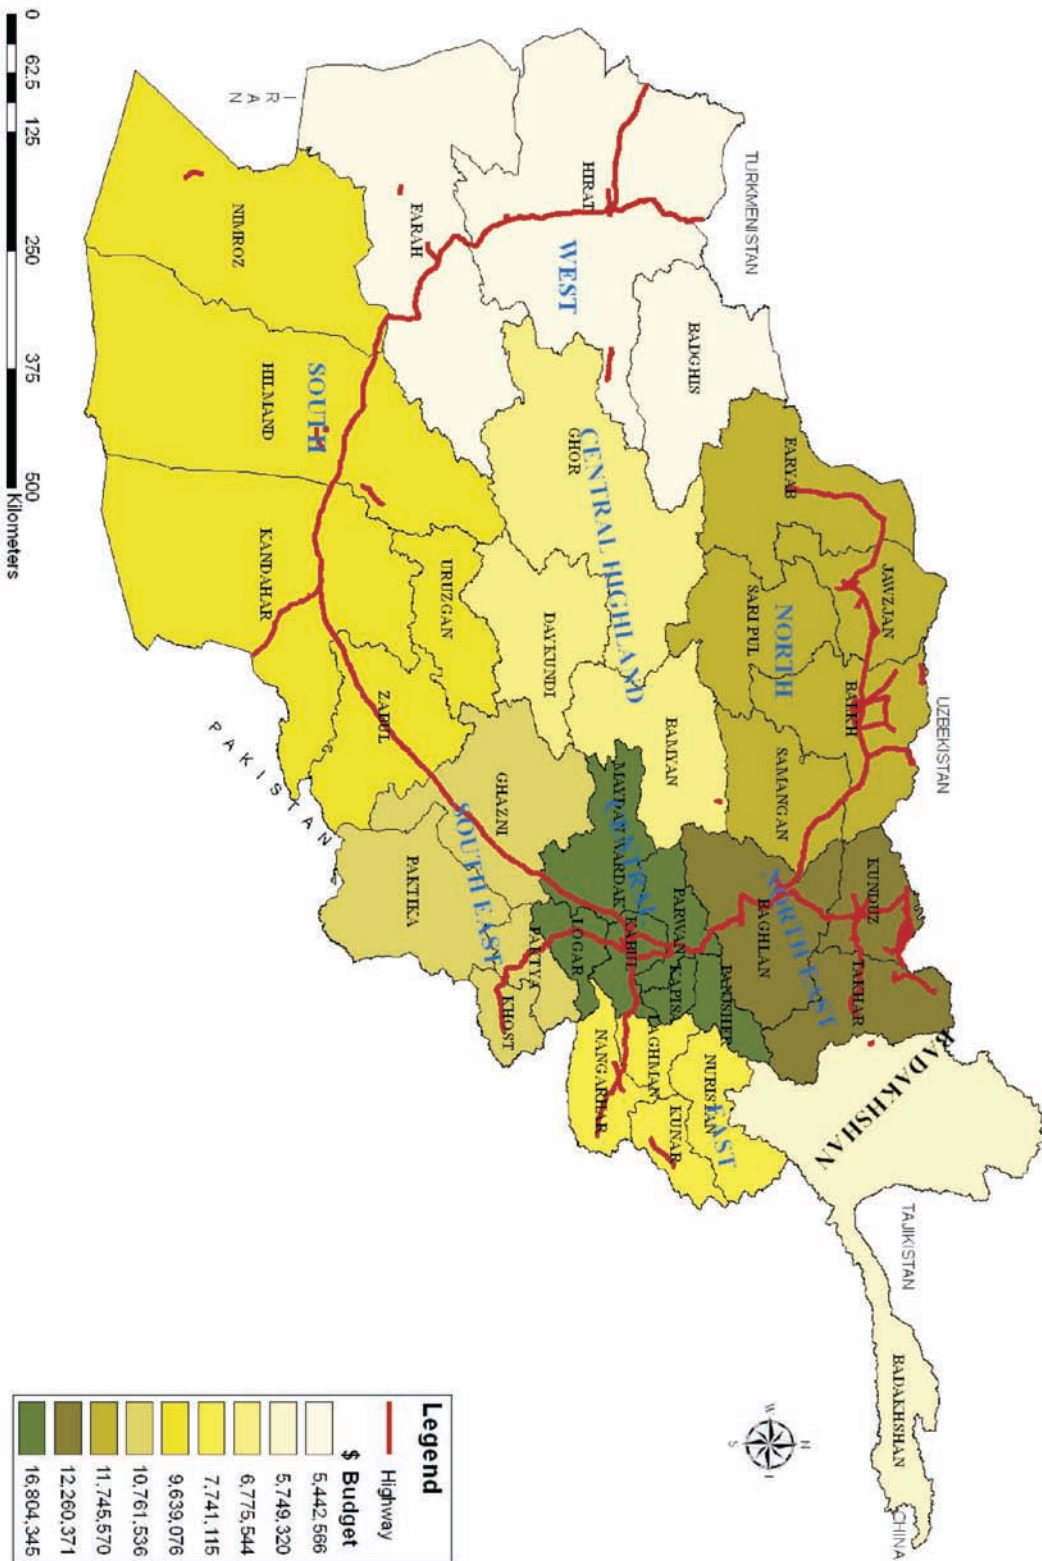 TURKMENISTAN
UZBEKISTAN
TAJIKISTAN
CHINA
I R A N
P A K I S T A N
N
W
S
WEST
HIRAT
BADGHIS
FARAH
NORTH
FARYAB
JAWZJAN
SARI PUL
BALKH
SAMANGAN
NORTH EAST
KUNDUZ
TAKHAR
BAGHLAN
BADAKHSHAN
BADAKHSHAN
CENTRAL HIGHLAND
GHOR
DAYKUNDI
BAMYAN
CENTRAL
MAYDAN WARDAK
PARWAN
PANJSHER
KAPISA
KABUL
LOGAR
EAST
NURISTAN
LAGHMAN
KUNAR
NANGARHAR
SOUTH EAST
GHAZNI
PAKTIKA
PAKTYA
KHOST
SOUTH
NIMROZ
HILMAND
KANDAHAR
URUZGAN
ZABUL
0 62.5 125 250 375 500
Kilometers
Legend
Highway
$ Budget
5,442,566
5,749,320
6,775,544
7,741,115
9,639,076
10,761,536
11,745,570
12,260,371
16,804,345